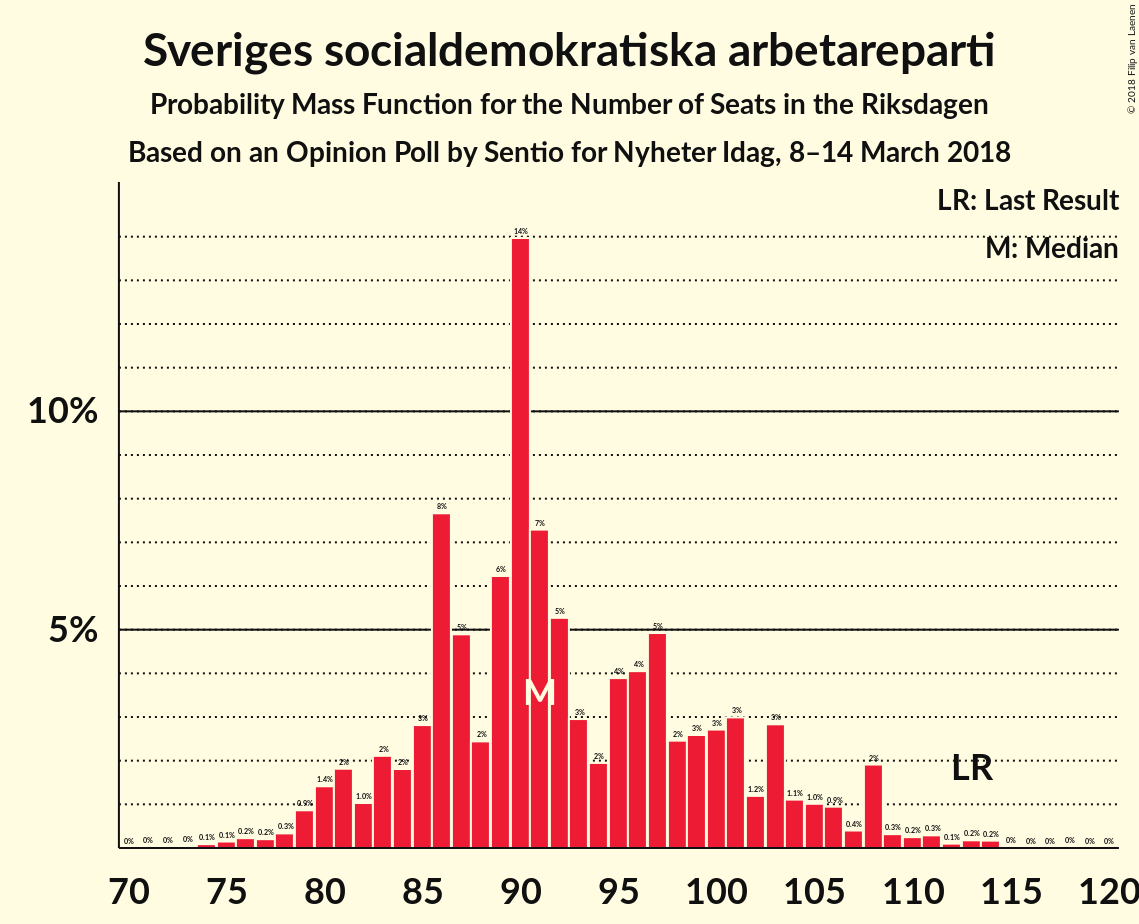 Sveriges socialdemokratiska arbetareparti
Probability Mass Function for the Number of Seats in the Riksdagen
Based on an Opinion Poll by Sentio for Nyheter Idag, 8–14 March 2018
© 2018 Filip van Laenen
LR: Last Result
M: Median
10%
5%
0% 0% 0% 0% 0.1% 0.1% 0.2% 0.2% 0.3% 0.9% 1.4% 2% 1.0% 2% 2% 3% 8% 5% 2% 6% 14% 7% 5% 3% 2% 4% 4% 5% 2% 3% 3% 3% 1.2% 3% 1.1% 1.0% 0.9% 0.4% 2% 0.3% 0.2% 0.3% 0.1% 0.2% 0.2% 0% 0% 0% 0% 0% 0%
M
LR
70 75 80 85 90 95 100 105 110 115 120